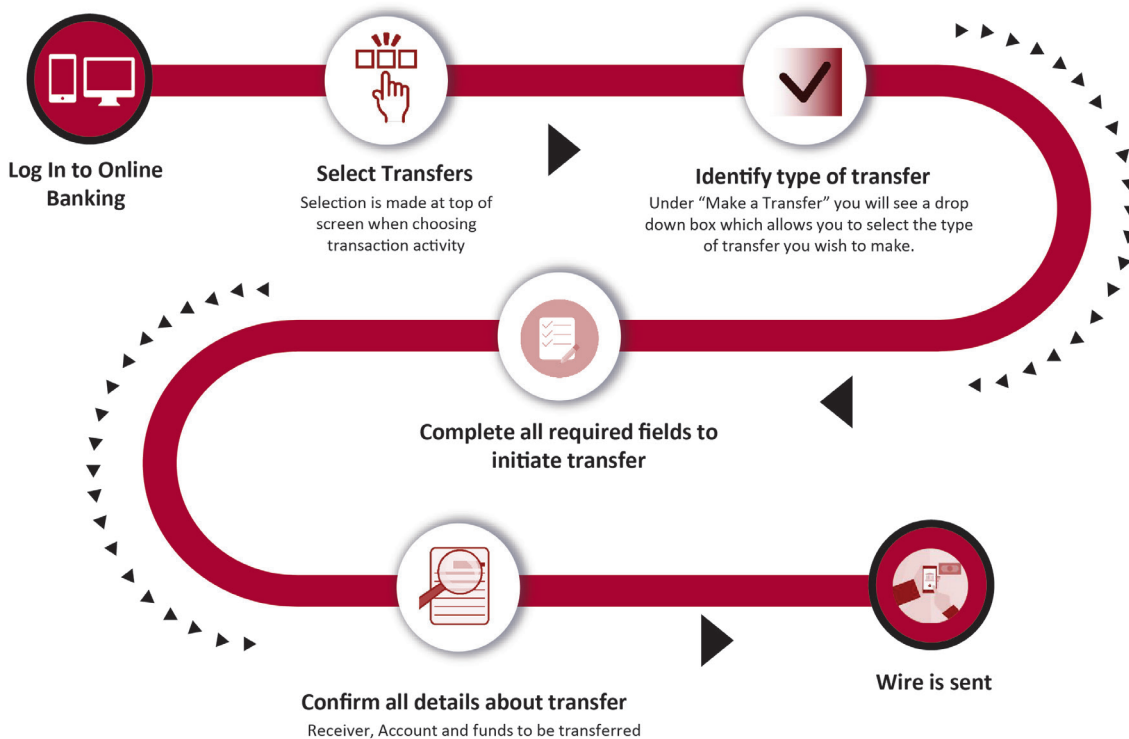 Log In to Online
Banking
Select Transfers
Selection is made at top of
screen when choosing
transaction activity
Identify type of transfer
Under “Make a Transfer” you will see a drop
down box which allows you to select the type
of transfer you wish to make.
Complete all required fields to
initiate transfer
Confirm all details about transfer
Receiver, Account and funds to be transferred
Wire is sent